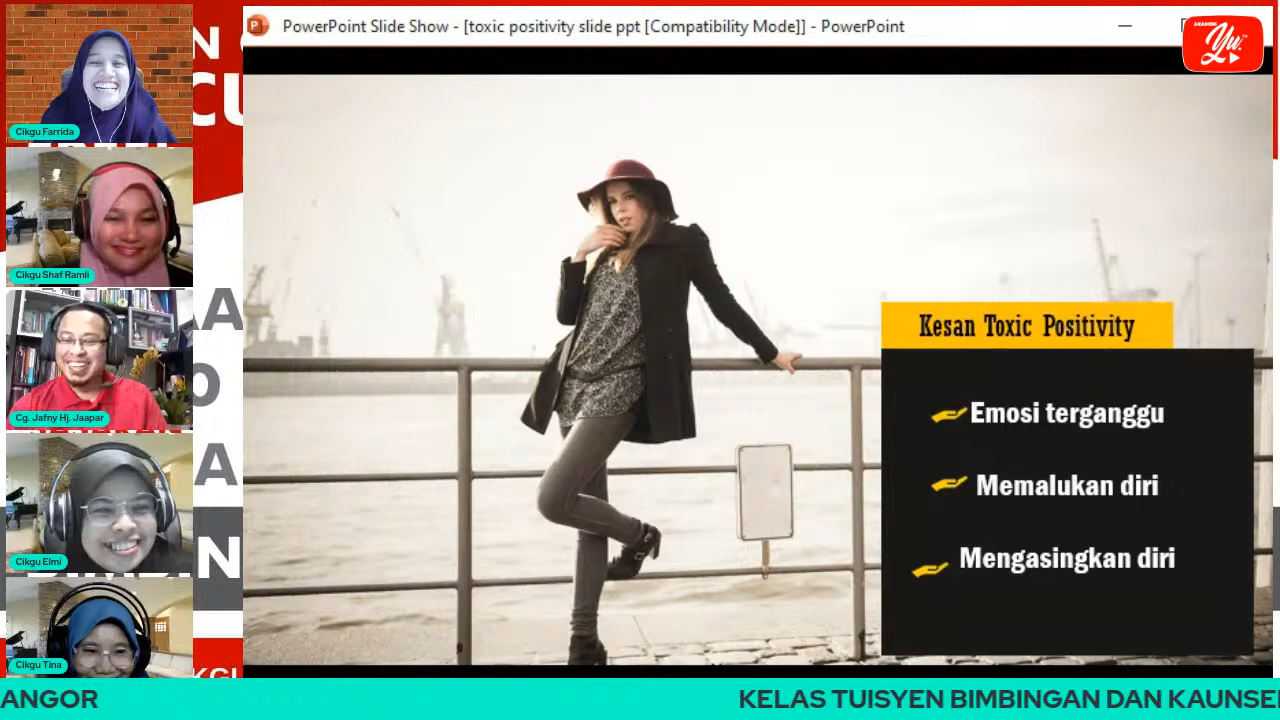 PowerPoint Slide Show - [toxic positivity slide ppt [Compatibility Mode]] - PowerPoint
AKADEMI
Yu
Cikgu Farrida
Cikgu Shaf Ramli
Cg. Jafny Hj. Jaapar
Cikgu Elmi
Cikgu Tina
Kesan Toxic Positivity
Emosi terganggu
Memalukan diri
Mengasingkan diri
ANGOR
KELAS TUISYEN BIMBINGAN DAN KAUNSE